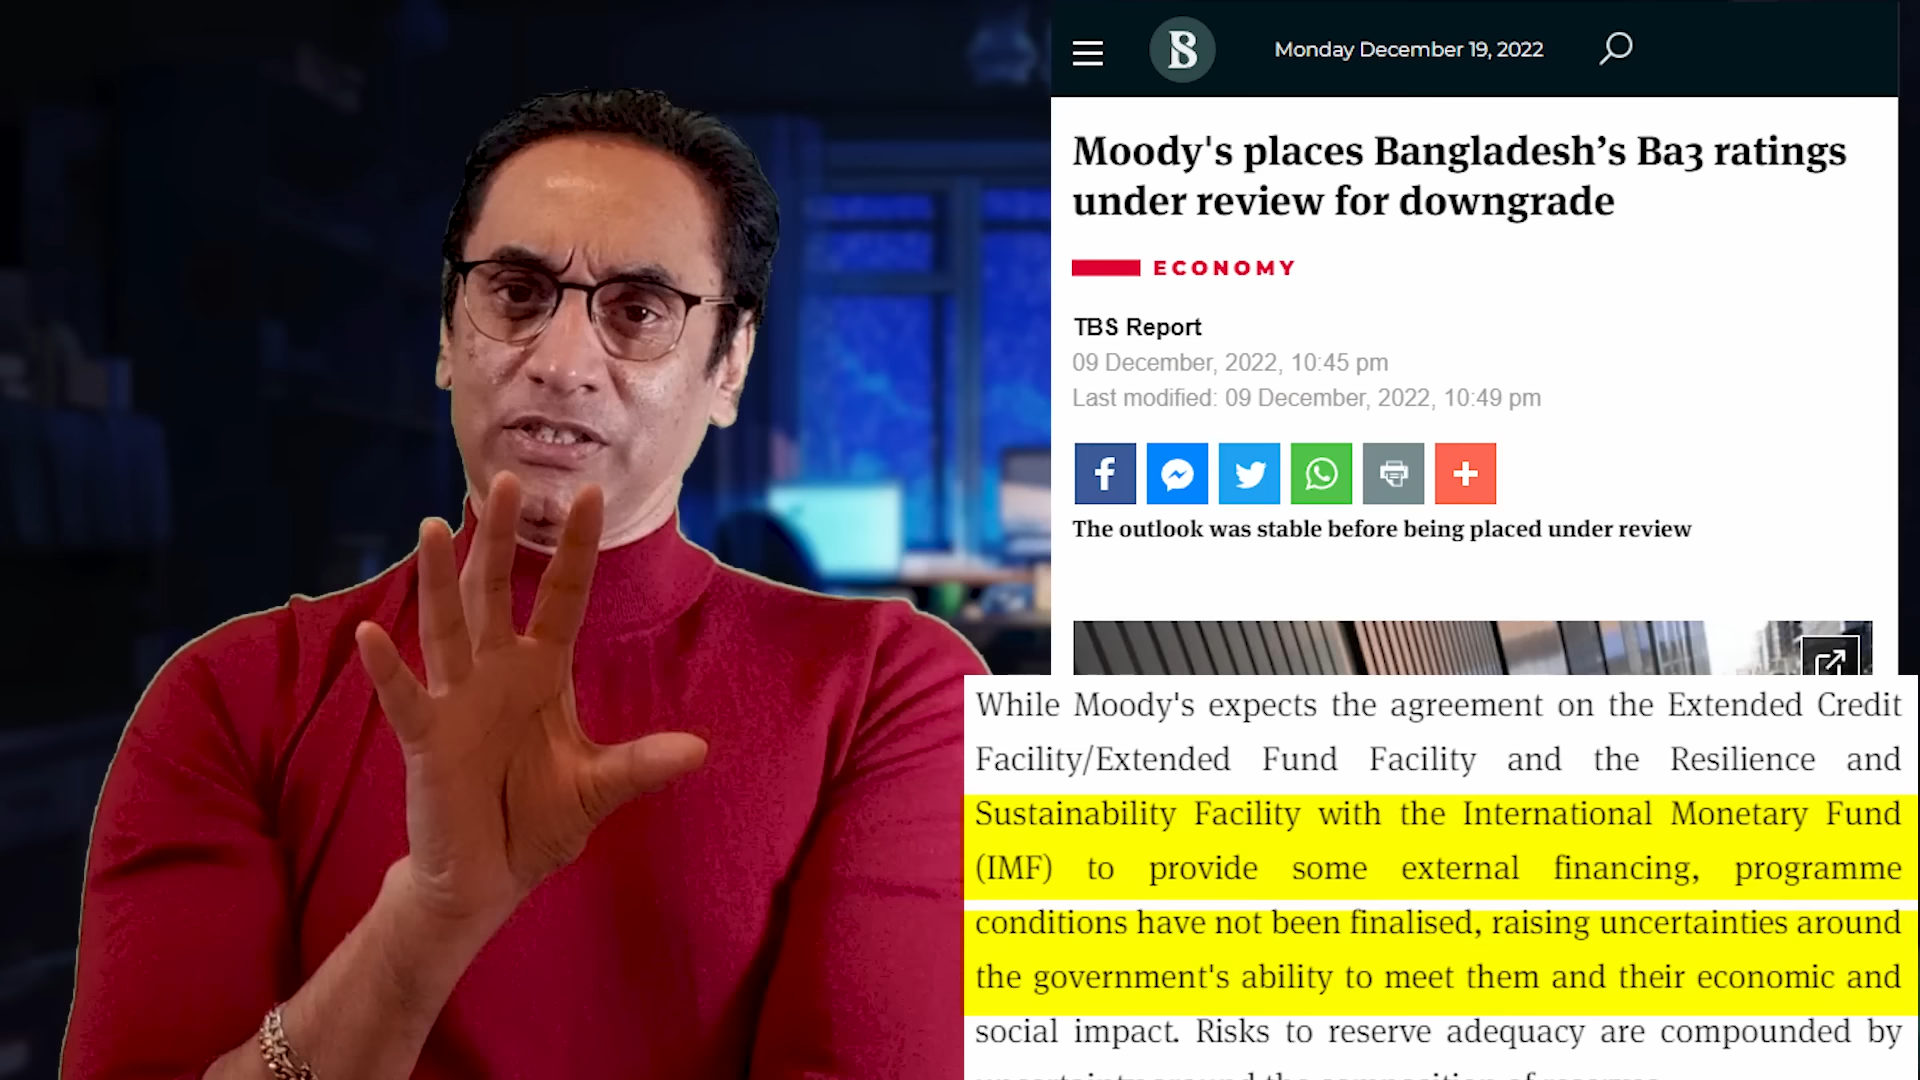 Monday December 19, 2022
Moody's places Bangladesh’s Ba3 ratings
under review for downgrade
ECONOMY
TBS Report
09 December, 2022, 10:45 pm
Last modified: 09 December, 2022, 10:49 pm
The outlook was stable before being placed under review
While Moody's expects the agreement on the Extended Credit
Facility/Extended Fund Facility and the Resilience and
Sustainability Facility with the International Monetary Fund
(IMF) to provide some external financing, programme
conditions have not been finalised, raising uncertainties around
the government's ability to meet them and their economic and
social impact. Risks to reserve adequacy are compounded by